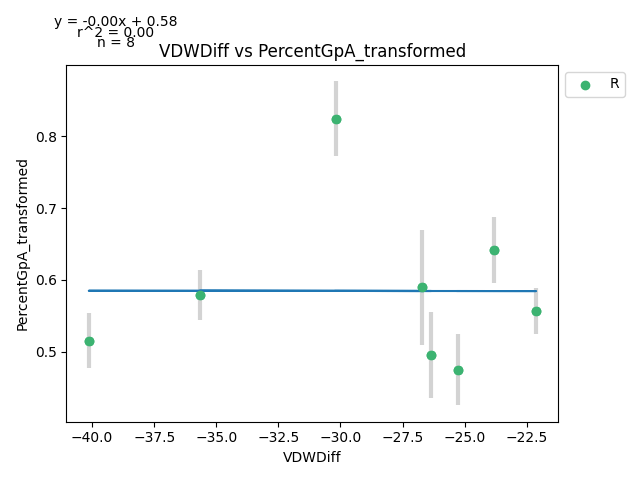 y = -0.00x + 0.58
r^2 = 0.00
n = 8
VDWDiff vs PercentGpA_transformed
R
PercentGpA_transformed
0.8
0.7
0.6
0.5
−40.0 −37.5 −35.0 −32.5 −30.0 −27.5 −25.0 −22.5
VDWDiff